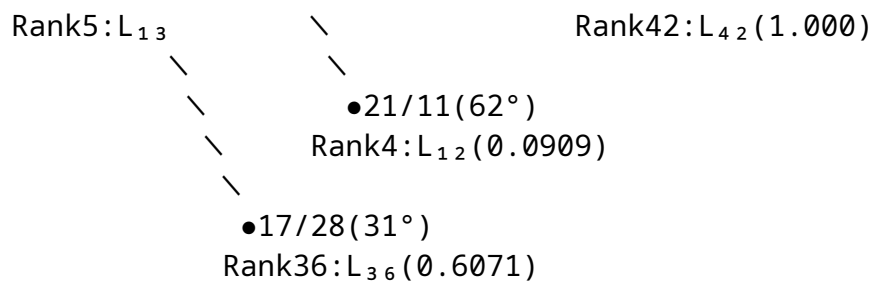 Rank5:L₁₃ Rank42:L₄₂(1.000)
●21/11(62°)
Rank4:L₁₂(0.0909)
●17/28(31°)
Rank36:L₃₆(0.6071)